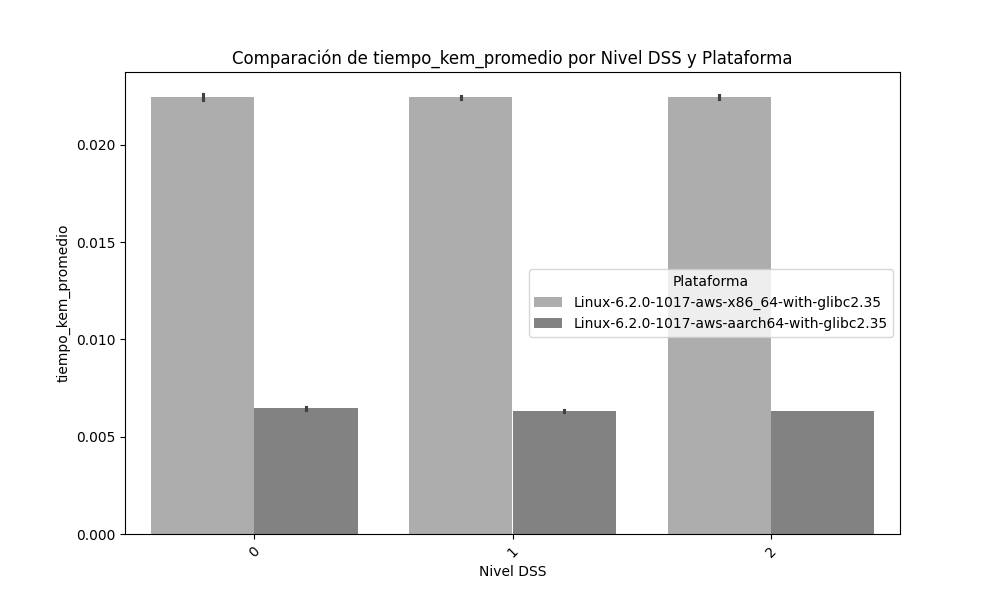 Comparación de tiempo_kem_promedio por Nivel DSS y Plataforma
tiempo_kem_promedio
0.020
0.015
0.010
0.005
0.000
Plataforma
Linux-6.2.0-1017-aws-x86_64-with-glibc2.35
Linux-6.2.0-1017-aws-aarch64-with-glibc2.35
0
1
2
Nivel DSS